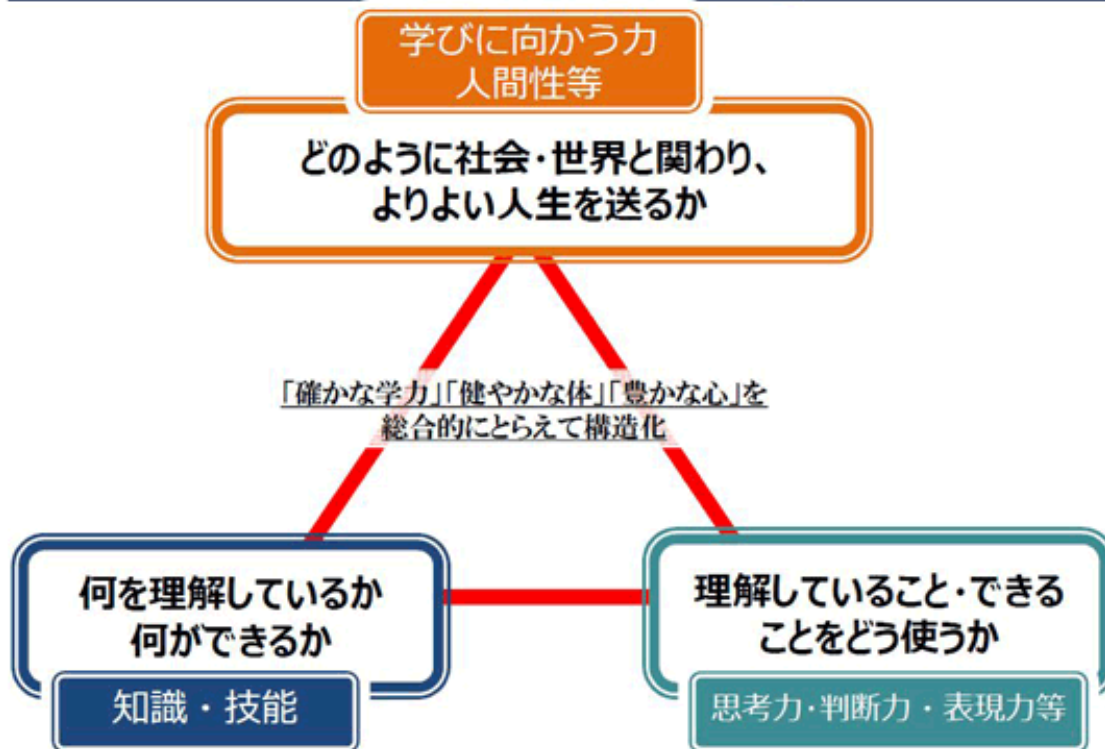 学びに向かう力
人間性等
どのように社会・世界と関わり、
よりよい人生を送るか
「確かな学力」「健やかな体」「豊かな心」を
総合的にとらえて構造化
何を理解しているか
何ができるか
知識・技能
理解していること・できる
ことをどう使うか
思考力・判断力・表現力等